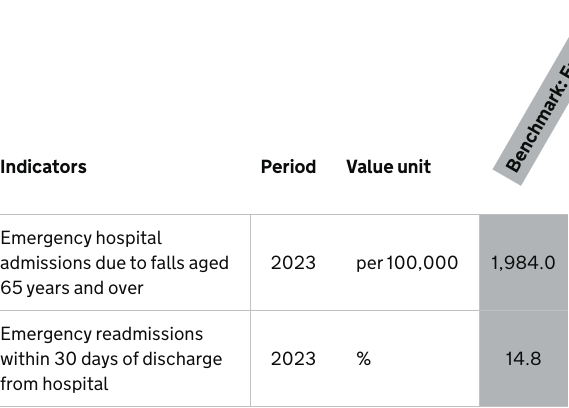 Benchmark:
Indicators Period Value unit
Emergency hospital
admissions due to falls aged 2023 per 100,000 1,984.0
65 years and over
Emergency readmissions
within 30 days of discharge 2023 % 14.8
from hospital